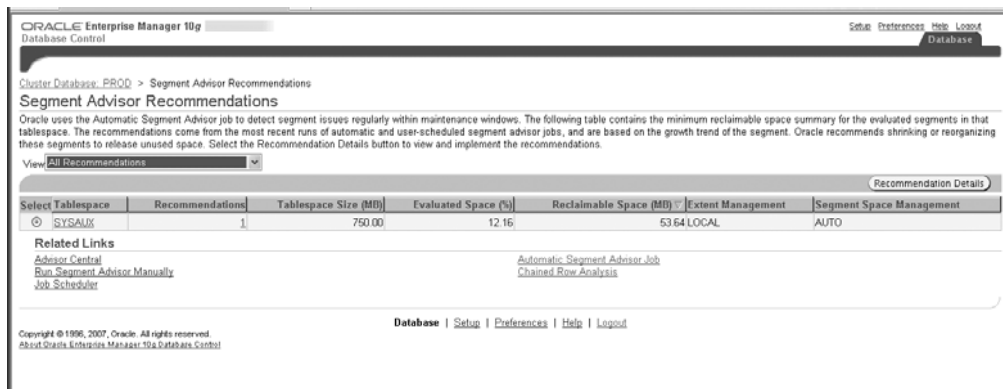 ORACLE Enterprise Manager 10g
Database Control
Setup Preferences Help Logout
Database
Cluster Database: PROD > Segment Advisor Recommendations
Segment Advisor Recommendations
Oracle uses the Automatic Segment Advisor job to detect segment issues regularly within maintenance windows. The following table contains the minimum reclaimable space summary for the evaluated segments in that
tablespace. The recommendations come from the most recent runs of automatic and user-scheduled segment advisor jobs, and are based on the growth trend of the segment. Oracle recommends shrinking or reorganizing
these segments to release unused space. Select the Recommendation Details button to view and implement the recommendations.
View All Recommendations
Recommendation Details
Select Tablespace Recommendations Tablespace Size (MB) Evaluated Space (%) Reclaimable Space (MB) Extent Management Segment Space Management
SYSAUX 1 750.00 12.16 53.64 LOCAL AUTO
Related Links
Advisor Central Automatic Segment Advisor Job
Run Segment Advisor Manually Chained Row Analysis
Job Scheduler
Database | Setup | Preferences | Help | Logout
Copyright © 1996, 2007, Oracle. All rights reserved.
About Oracle Enterprise Manager 10g Database Control